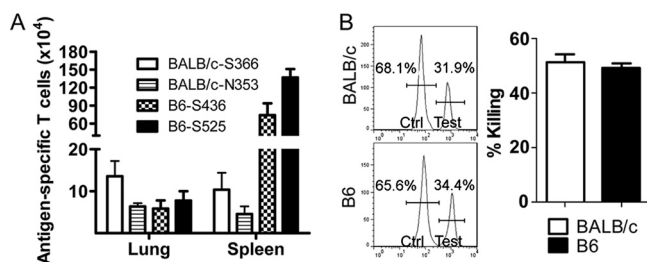 A
Antigen-specific T cells (x10⁴)
180
150
120
90
60
20
10
BALB/c-S366
BALB/c-N353
B6-S436
B6-S525
Lung
Spleen
B
BALB/c
68.1%
31.9%
Ctrl
Test
B6
65.6%
34.4%
Ctrl
Test
% Killing
60
40
20
0
BALB/c
B6